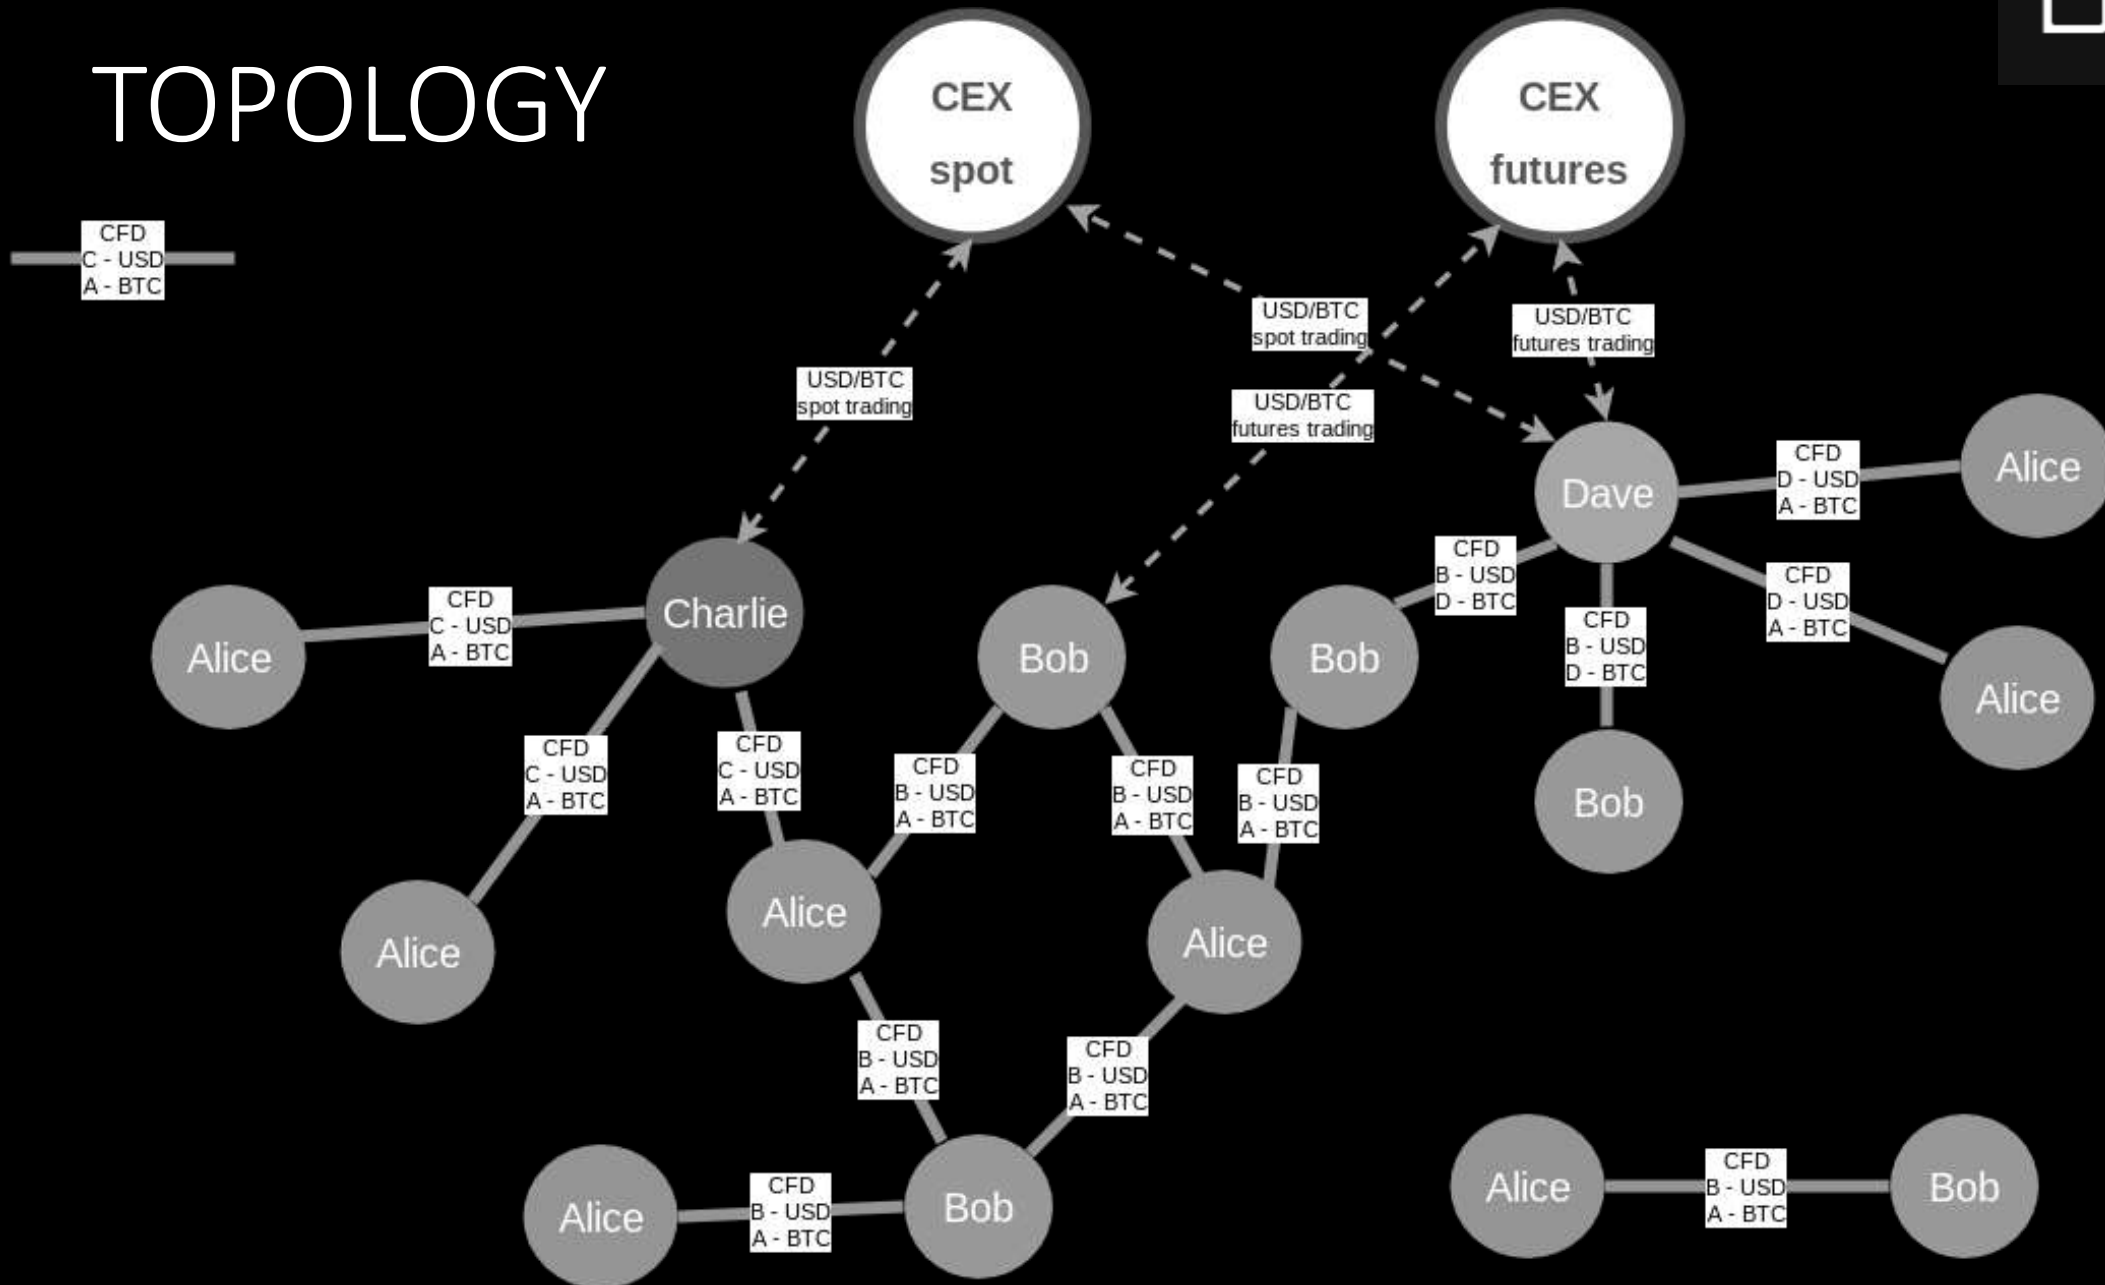 TOPOLOGY
CEX
spot
CEX
futures
CFD
C - USD
A - BTC
USD/BTC
spot trading
USD/BTC
futures trading
USD/BTC
spot trading
USD/BTC
futures trading
Dave
CFD
D - USD
A - BTC
Alice
CFD
B - USD
D - BTC
CFD
D - USD
A - BTC
Alice
CFD
C - USD
A - BTC
Charlie
Alice
Bob
Bob
CFD
B - USD
D - BTC
Bob
CFD
C - USD
A - BTC
CFD
C - USD
A - BTC
CFD
B - USD
A - BTC
CFD
B - USD
A - BTC
CFD
B - USD
A - BTC
Alice
Alice
Alice
CFD
B - USD
A - BTC
CFD
B - USD
A - BTC
Alice
CFD
B - USD
A - BTC
Bob
Alice
CFD
B - USD
A - BTC
Bob